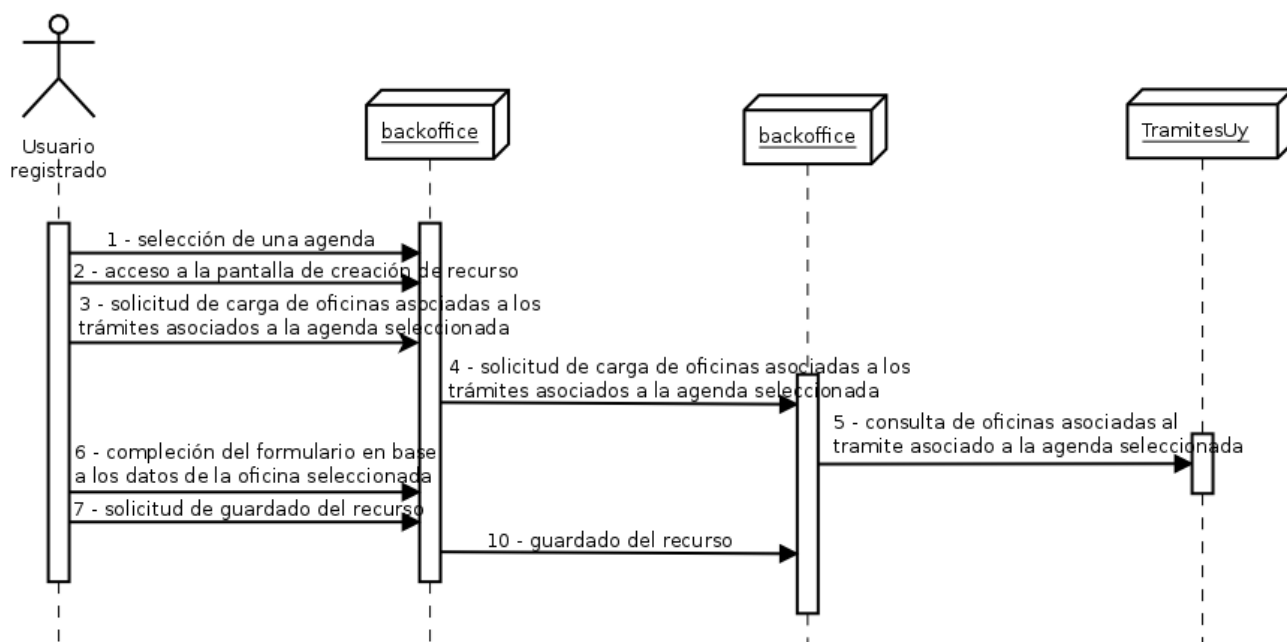 Usuario
registrado
backoffice
backoffice
TramitesUy
1 - selección de una agenda
2 - acceso a la pantalla de creación de recurso
3 - solicitud de carga de oficinas asociadas a los
trámites asociados a la agenda seleccionada
4 - solicitud de carga de oficinas asociadas a los
trámites asociados a la agenda seleccionada
5 - consulta de oficinas asociadas al
tramite asociado a la agenda seleccionada
6 - compleción del formulario en base
a los datos de la oficina seleccionada
7 - solicitud de guardado del recurso
10 - guardado del recurso